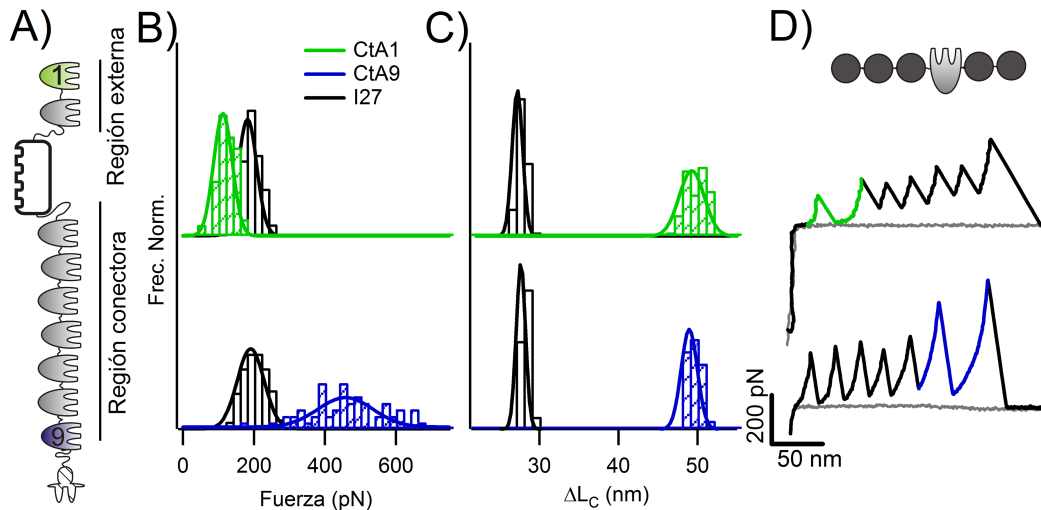 A)
1
Región externa
Región conectora
9
B)
CtA1
CtA9
I27
Frec. Norm.
0
200
400
600
Fuerza (pN)
C)
30
40
50
ΔL_C (nm)
D)
200 pN
50 nm